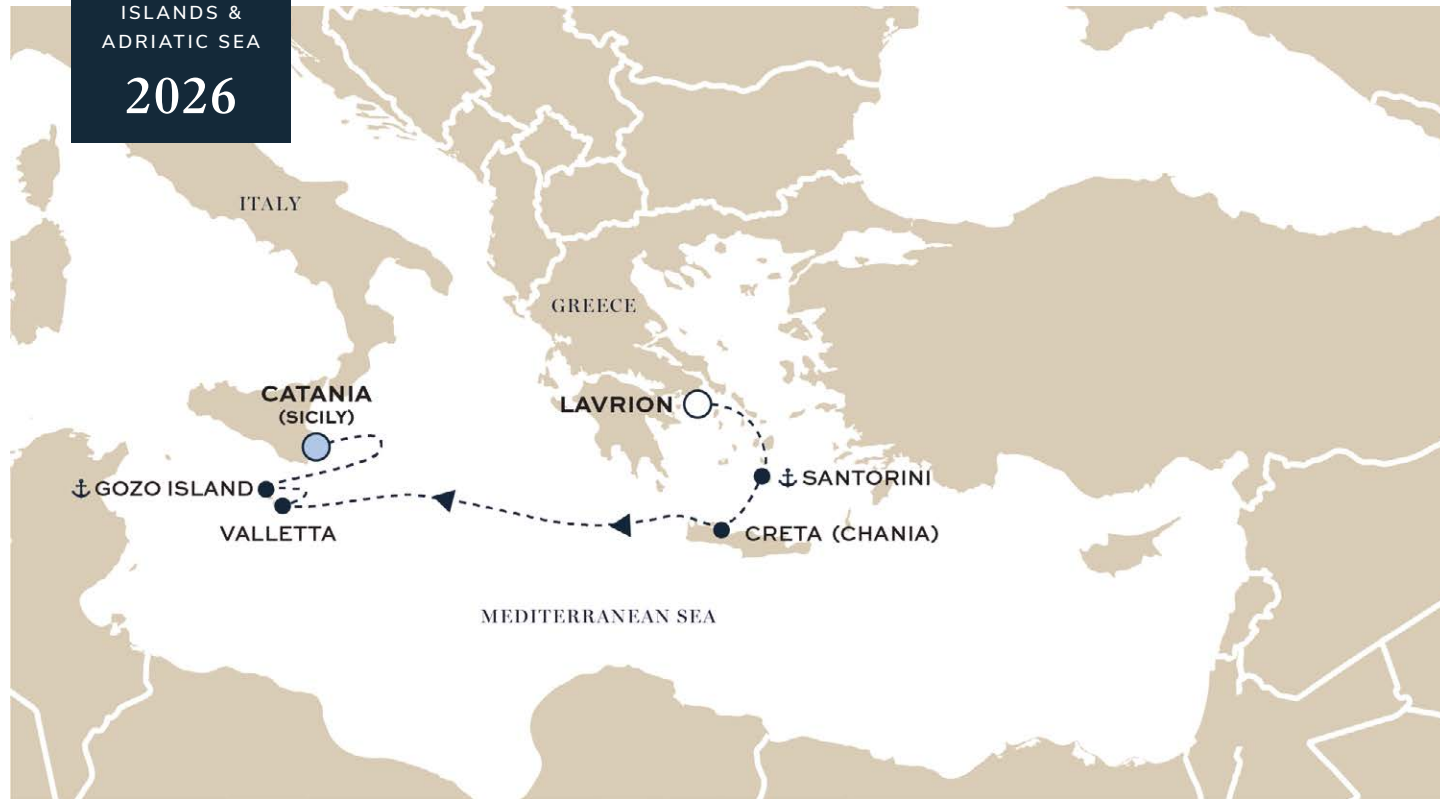 ISLANDS &
ADRIATIC SEA
2026
ITALY
GREECE
CATANIA
(SICILY)
LAVRION
GOZO ISLAND
SANTORINI
VALLETTA
CRETA (CHANIA)
MEDITERRANEAN SEA